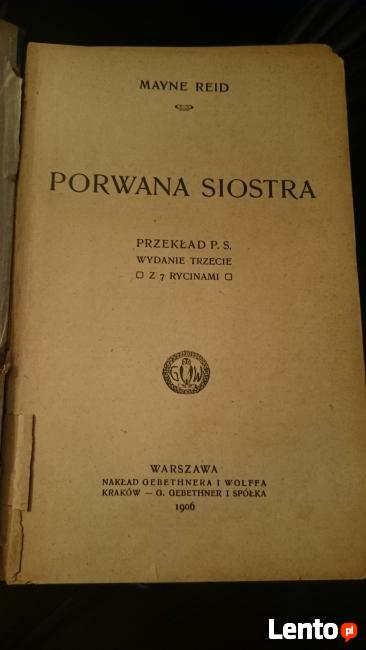 MAYNE REID
PORWANA SIOSTRA
PRZEKŁAD P. S.
WYDANIE TRZECIE
Z 7 RYCINAMI
G W
WARSZAWA
NAKŁAD GEBETHNERA I WOLFFA
KRAKÓW — G. GEBETHNER I SPÓŁKA
1906
Lento pl